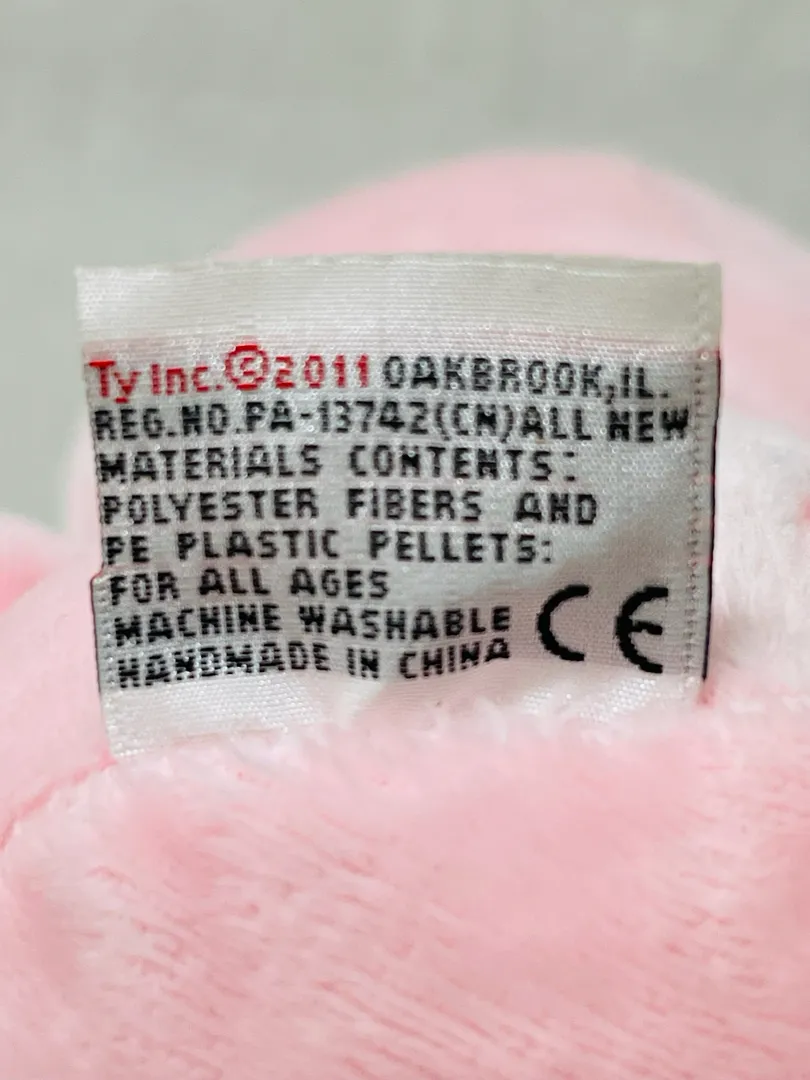 Ty Inc.©2011 OAKBROOK,IL.
REG.NO.PA-13742(CN)ALL NEW
MATERIALS CONTENTS:
POLYESTER FIBERS AND
PE PLASTIC PELLETS:
FOR ALL AGES
MACHINE WASHABLE
HANDMADE IN CHINA
CE